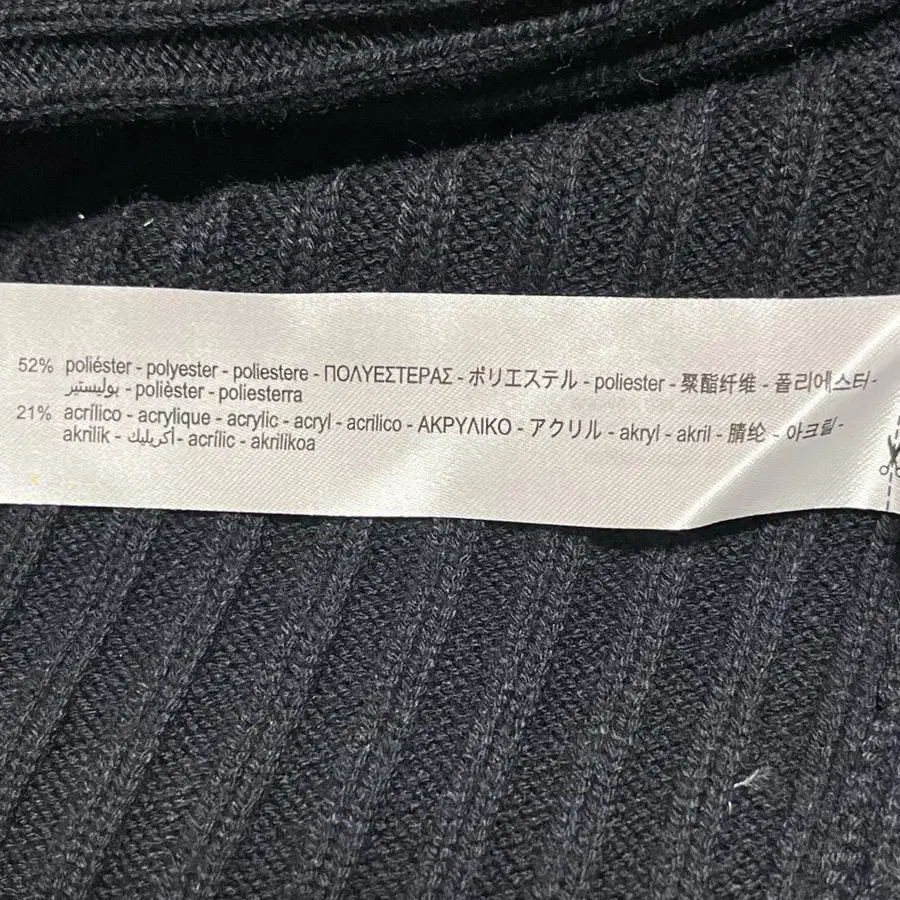 52% poliéster - polyester - poliestere - ΠΟΛΥΕΣΤΕΡΑΣ - ポリエステル - poliester - 聚酯纤维 - 폴리에스터 -
بوليستير - polièster - poliesterra
21% acrílico - acrylique - acrylic - acryl - acrilico - ΑΚΡΥΛΙΚΟ - アクリル - akryl - akril - 腈纶 - 아크릴 -
akrilik - أكريليك - acrílic - akrilikoa